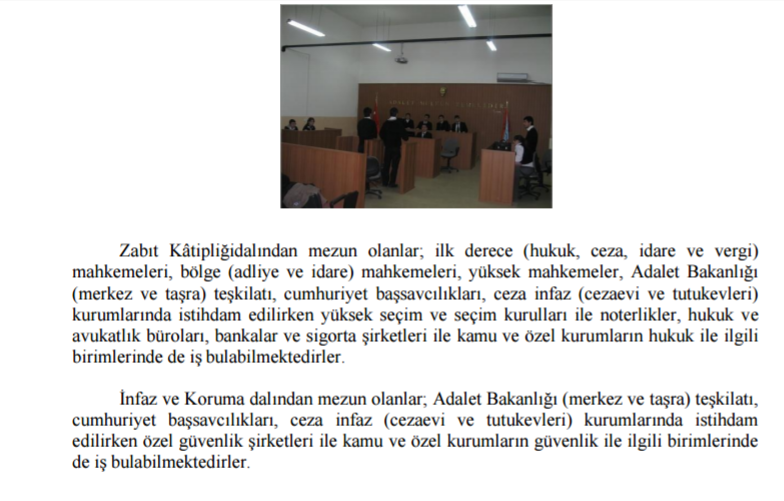 Zabıt Kâtipliğidalından mezun olanlar; ilk derece (hukuk, ceza, idare ve vergi)
mahkemeleri, bölge (adliye ve idare) mahkemeleri, yüksek mahkemeler, Adalet Bakanlığı
(merkez ve taşra) teşkilatı, cumhuriyet başsavcılıkları, ceza infaz (cezaevi ve tutukevleri)
kurumlarında istihdam edilirken yüksek seçim ve seçim kurulları ile noterlikler, hukuk ve
avukatlık büroları, bankalar ve sigorta şirketleri ile kamu ve özel kurumların hukuk ile ilgili
birimlerinde de iş bulabilmektedirler.
İnfaz ve Koruma dalından mezun olanlar; Adalet Bakanlığı (merkez ve taşra) teşkilatı,
cumhuriyet başsavcılıkları, ceza infaz (cezaevi ve tutukevleri) kurumlarında istihdam
edilirken özel güvenlik şirketleri ile kamu ve özel kurumların güvenlik ile ilgili birimlerinde
de iş bulabilmektedirler.